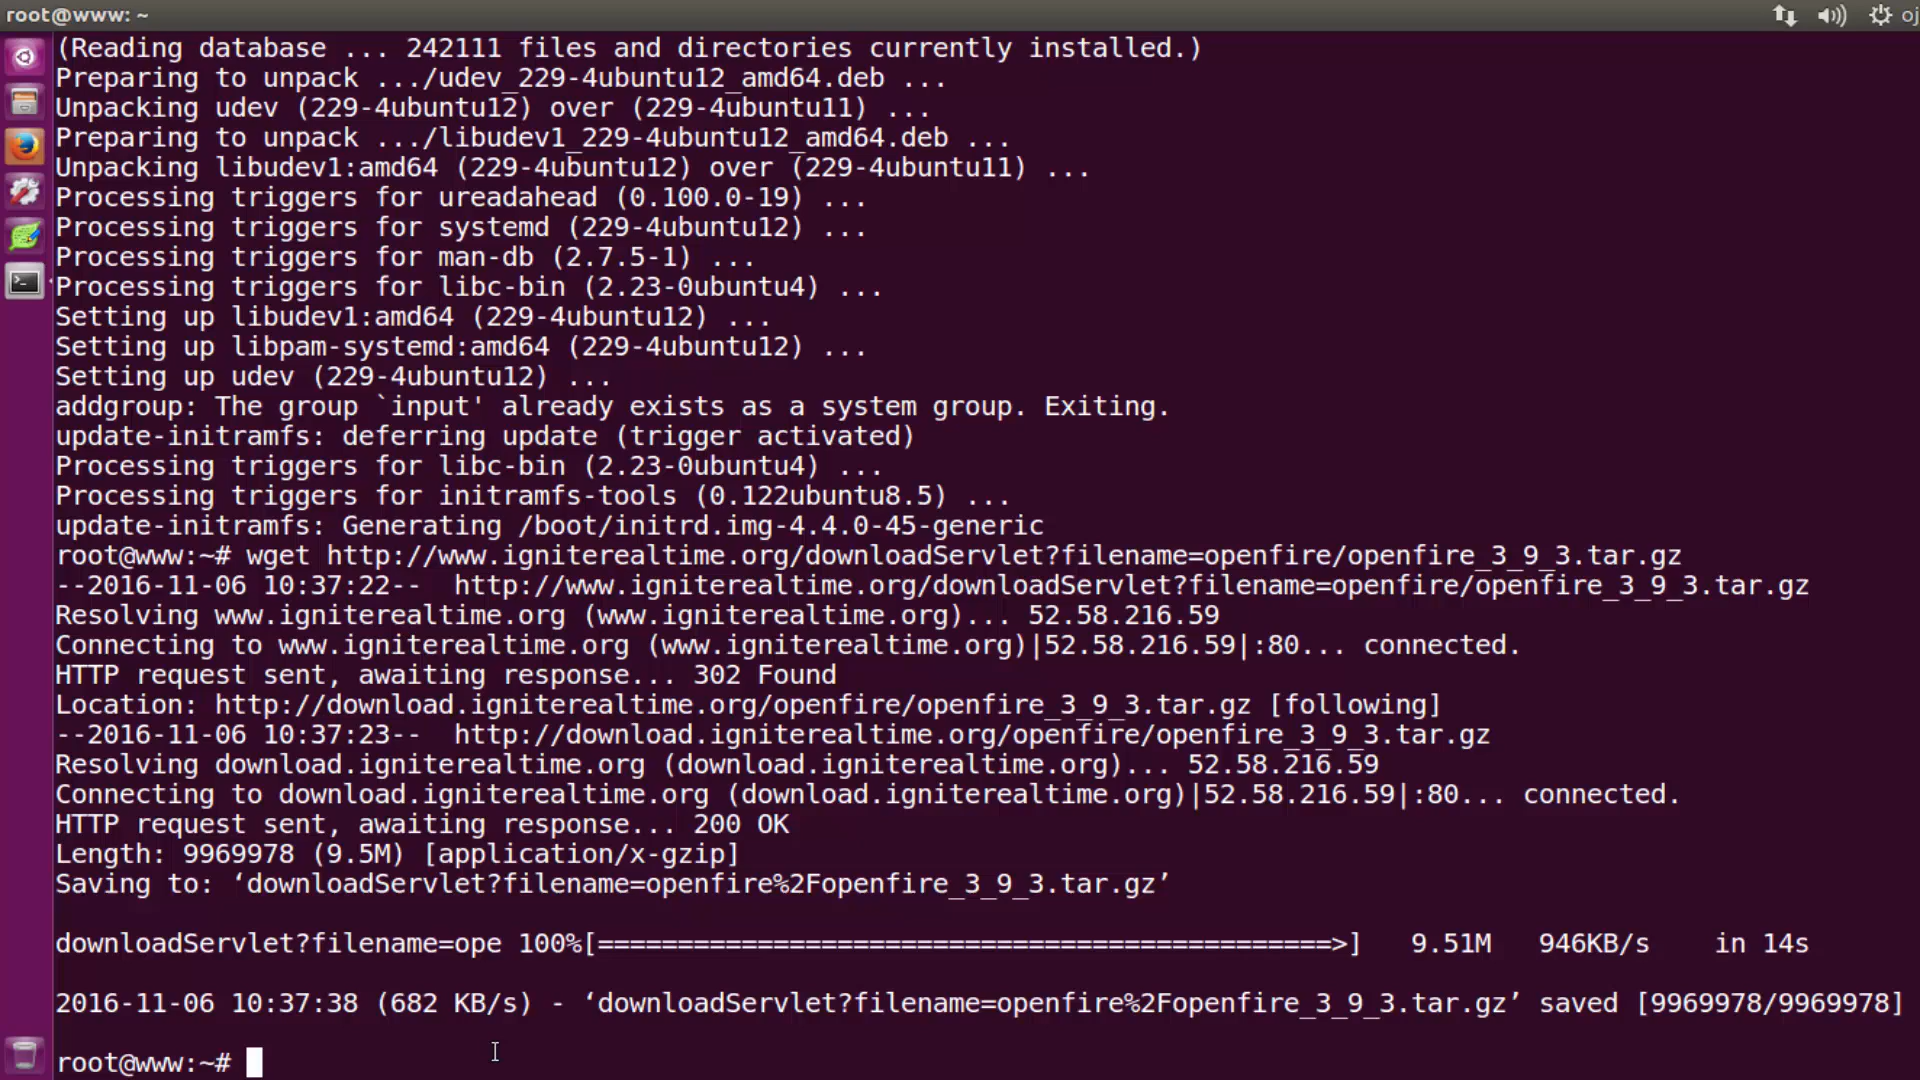 root@www: ~
oj
(Reading database ... 242111 files and directories currently installed.)
Preparing to unpack .../udev_229-4ubuntu12_amd64.deb ...
Unpacking udev (229-4ubuntu12) over (229-4ubuntu11) ...
Preparing to unpack .../libudev1_229-4ubuntu12_amd64.deb ...
Unpacking libudev1:amd64 (229-4ubuntu12) over (229-4ubuntu11) ...
Processing triggers for ureadahead (0.100.0-19) ...
Processing triggers for systemd (229-4ubuntu12) ...
Processing triggers for man-db (2.7.5-1) ...
Processing triggers for libc-bin (2.23-0ubuntu4) ...
Setting up libudev1:amd64 (229-4ubuntu12) ...
Setting up libpam-systemd:amd64 (229-4ubuntu12) ...
Setting up udev (229-4ubuntu12) ...
addgroup: The group `input' already exists as a system group. Exiting.
update-initramfs: deferring update (trigger activated)
Processing triggers for libc-bin (2.23-0ubuntu4) ...
Processing triggers for initramfs-tools (0.122ubuntu8.5) ...
update-initramfs: Generating /boot/initrd.img-4.4.0-45-generic
root@www:~# wget http://www.igniterealtime.org/downloadServlet?filename=openfire/openfire_3_9_3.tar.gz
--2016-11-06 10:37:22--  http://www.igniterealtime.org/downloadServlet?filename=openfire/openfire_3_9_3.tar.gz
Resolving www.igniterealtime.org (www.igniterealtime.org)... 52.58.216.59
Connecting to www.igniterealtime.org (www.igniterealtime.org)|52.58.216.59|:80... connected.
HTTP request sent, awaiting response... 302 Found
Location: http://download.igniterealtime.org/openfire/openfire_3_9_3.tar.gz [following]
--2016-11-06 10:37:23--  http://download.igniterealtime.org/openfire/openfire_3_9_3.tar.gz
Resolving download.igniterealtime.org (download.igniterealtime.org)... 52.58.216.59
Connecting to download.igniterealtime.org (download.igniterealtime.org)|52.58.216.59|:80... connected.
HTTP request sent, awaiting response... 200 OK
Length: 9969978 (9.5M) [application/x-gzip]
Saving to: ‘downloadServlet?filename=openfire%2Fopenfire_3_9_3.tar.gz’
downloadServlet?filename=ope 100%[==============================================>]   9.51M   946KB/s    in 14s
2016-11-06 10:37:38 (682 KB/s) - ‘downloadServlet?filename=openfire%2Fopenfire_3_9_3.tar.gz’ saved [9969978/9969978]
root@www:~#